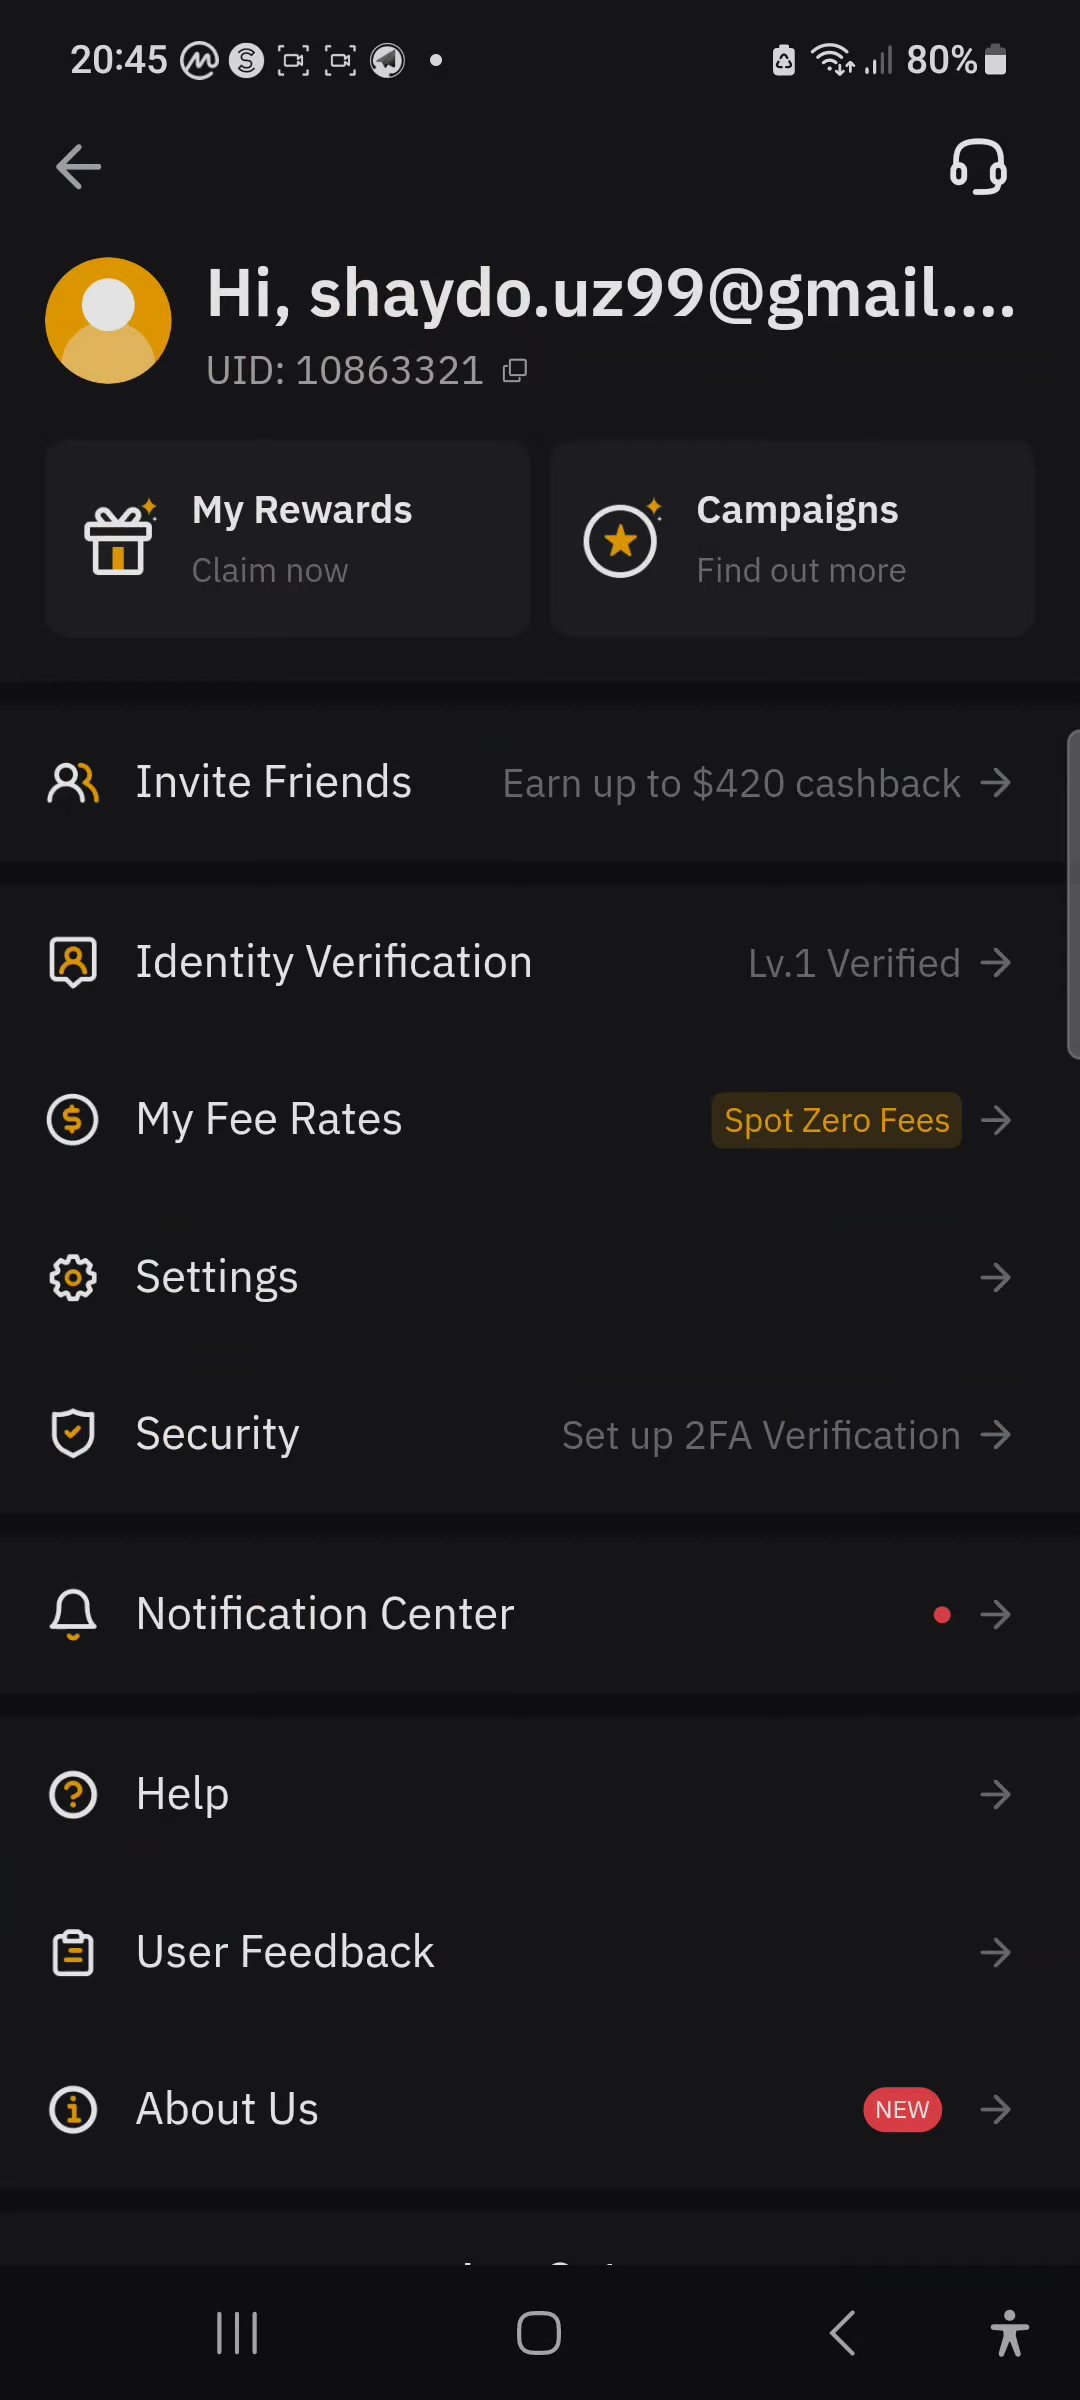 20:45 80%
Hi, shaydo.uz99@gmail....
UID: 10863321
My Rewards
Claim now
Campaigns
Find out more
Invite Friends Earn up to $420 cashback
Identity Verification Lv.1 Verified
My Fee Rates Spot Zero Fees
Settings
Security Set up 2FA Verification
Notification Center
Help
User Feedback
About Us NEW